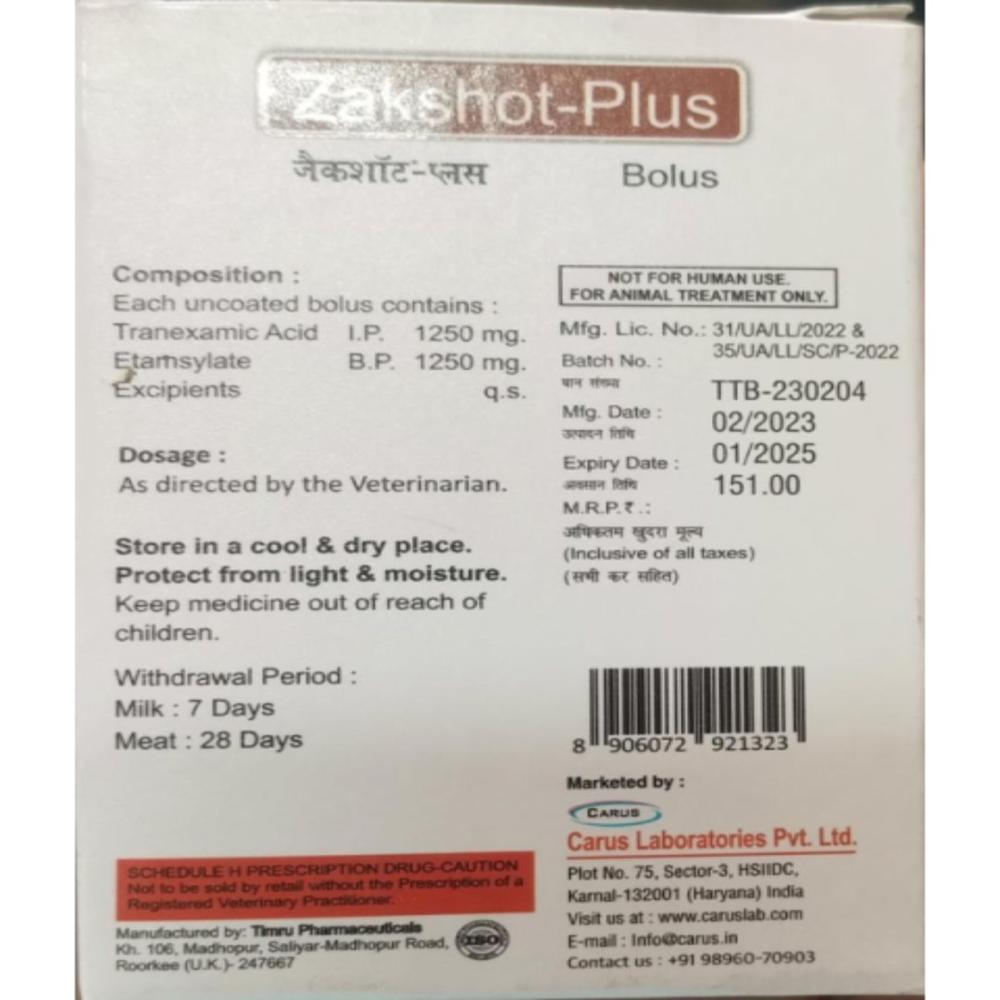 Zakshot-Plus
जैकशॉट-प्लस Bolus
Composition :
Each uncoated bolus contains :
Tranexamic Acid I.P. 1250 mg.
Etamsylate B.P. 1250 mg.
Excipients q.s.
Dosage :
As directed by the Veterinarian.
Store in a cool & dry place.
Protect from light & moisture.
Keep medicine out of reach of
children.
Withdrawal Period :
Milk : 7 Days
Meat : 28 Days
SCHEDULE H PRESCRIPTION DRUG-CAUTION
Not to be sold by retail without the Prescription of a
Registered Veterinary Practitioner.
Manufactured by: Timru Pharmaceuticals
Kh. 106, Madhopur, Saliyar-Madhopur Road,
Roorkee (U.K.)- 247667
ISO
NOT FOR HUMAN USE.
FOR ANIMAL TREATMENT ONLY.
Mfg. Lic. No.: 31/UA/LL/2022 &
35/UA/LL/SC/P-2022
Batch No. :
घान संख्या TTB-230204
Mfg. Date : 02/2023
उत्पादन तिथि
Expiry Date : 01/2025
अवसान तिथि 151.00
M.R.P.₹ .:
अधिकतम खुदरा मूल्य
(Inclusive of all taxes)
(सभी कर सहित)
8 906072 921323
Marketed by :
CARUS
Carus Laboratories Pvt. Ltd.
Plot No. 75, Sector-3, HSIIDC,
Karnal-132001 (Haryana) India
Visit us at : www.caruslab.com
E-mail : Info@carus.in
Contact us : +91 98960-70903